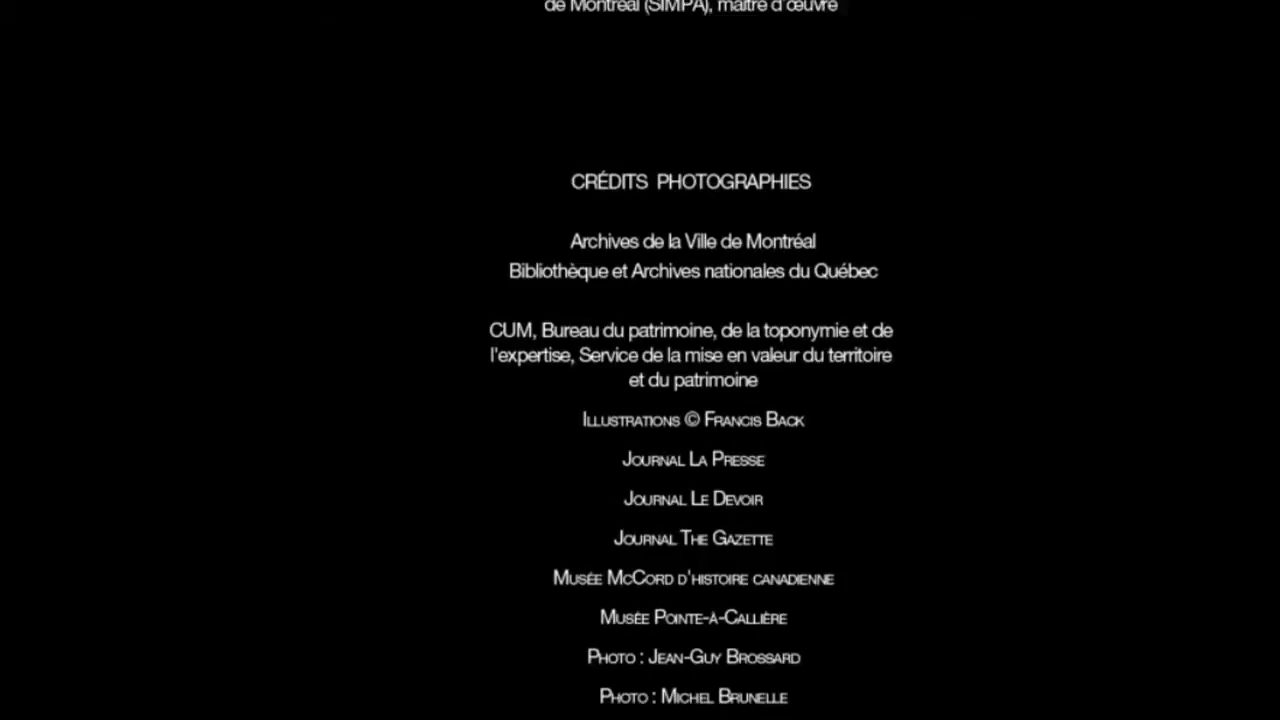 de Montréal (SIMPA), maître d'œuvre
CRÉDITS PHOTOGRAPHIES
Archives de la Ville de Montréal
Bibliothèque et Archives nationales du Québec
CUM, Bureau du patrimoine, de la toponymie et de
l'expertise, Service de la mise en valeur du territoire
et du patrimoine
Illustrations © Francis Back
Journal La Presse
Journal Le Devoir
Journal The Gazette
Musée McCord d'histoire canadienne
Musée Pointe-à-Callière
Photo : Jean-Guy Brossard
Photo : Michel Brunelle